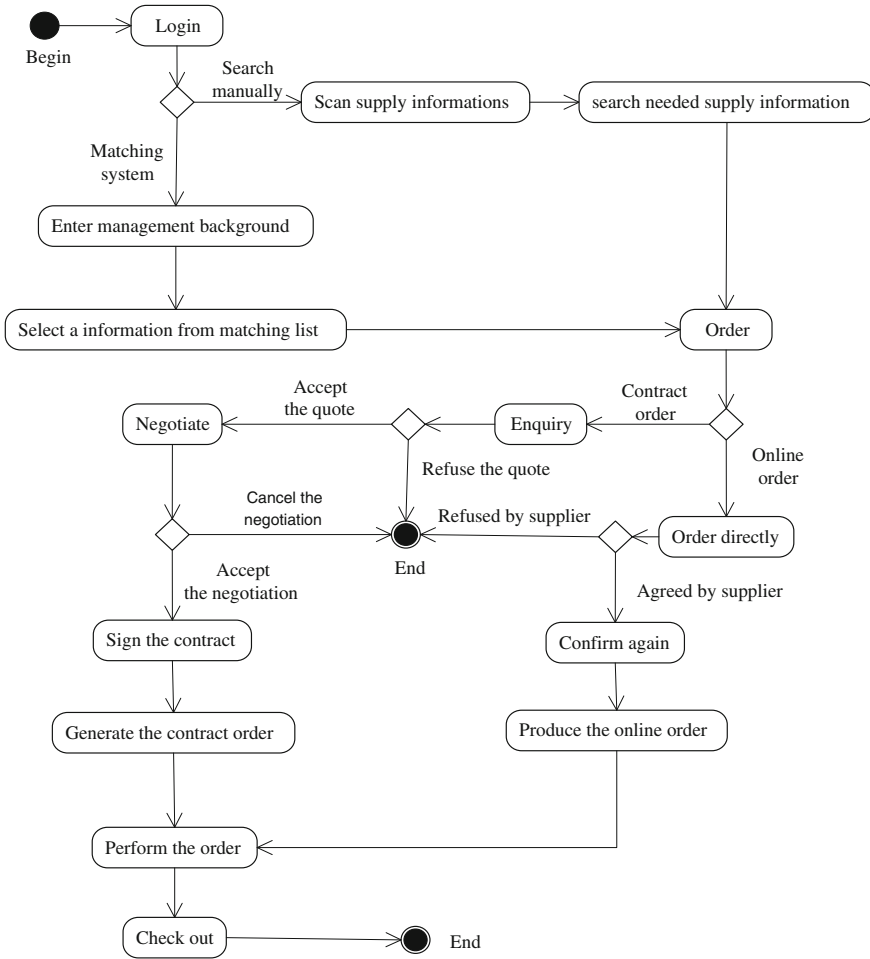 Login
Begin
Search
manually
Scan supply informations
search needed supply information
Matching
system
Enter management background
Select a information from matching list
Order
Accept
the quote
Contract
order
Negotiate
Enquiry
Online
order
Refuse the quote
Cancel the
negotiation
Refused by supplier
Order directly
End
Accept
the negotiation
Agreed by supplier
Sign the contract
Confirm again
Generate the contract order
Produce the online order
Perform the order
Check out
End